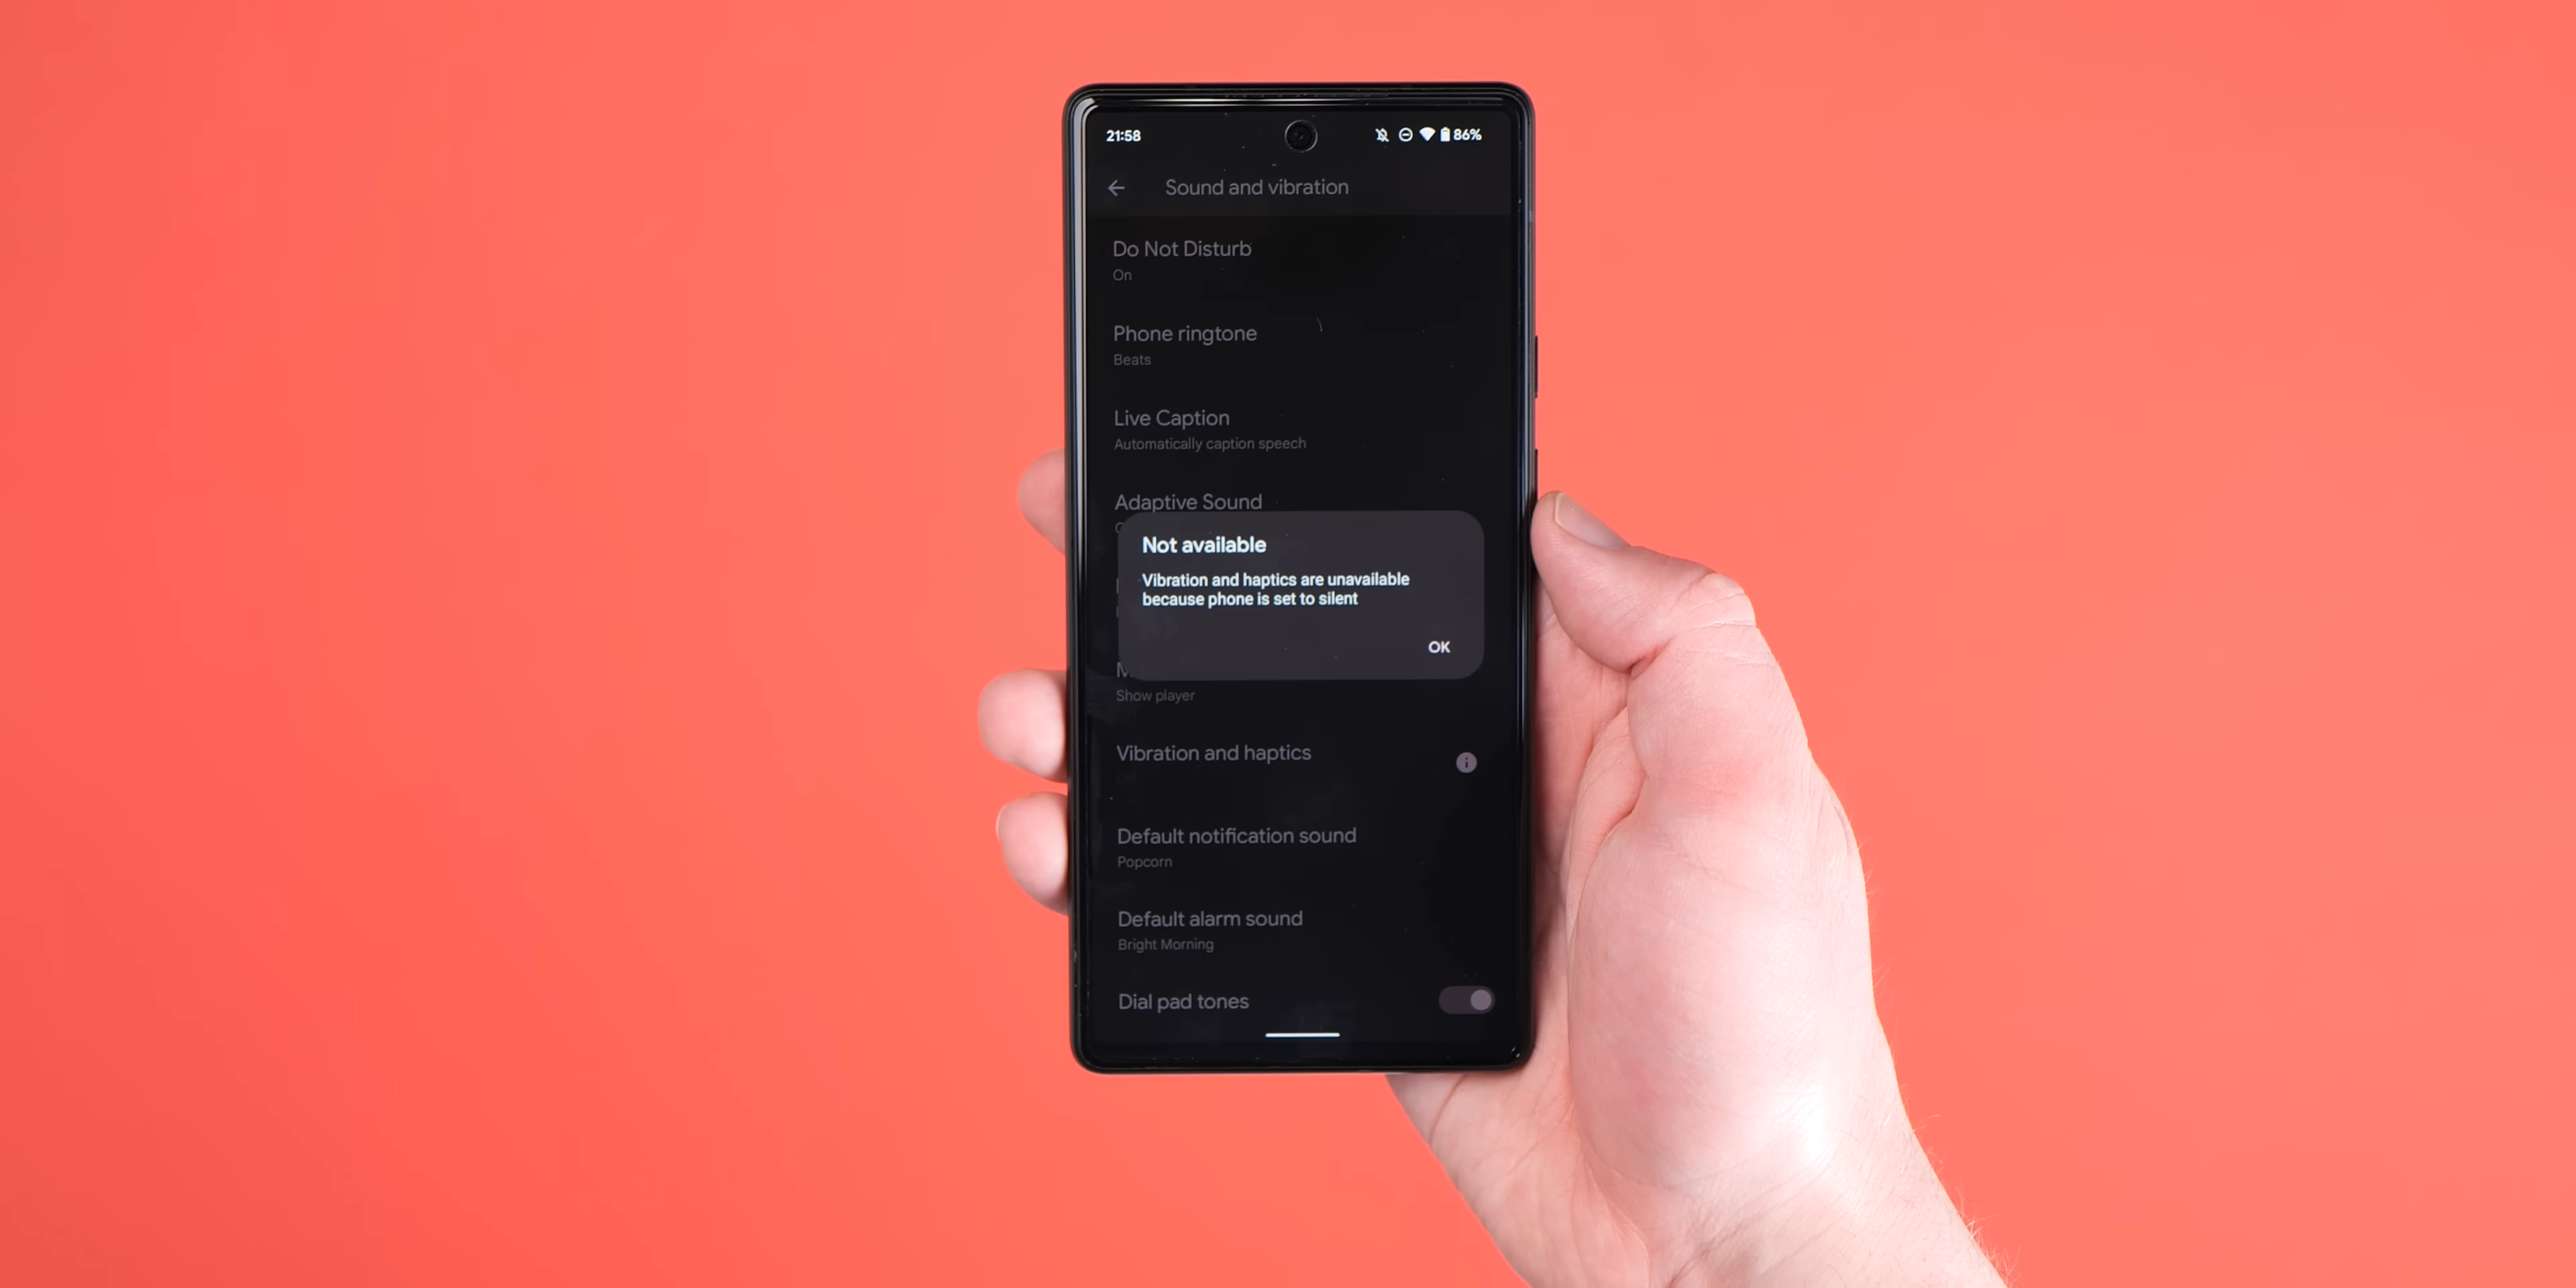 21:58
86%
Sound and vibration
Do Not Disturb
On
Phone ringtone
Beats
Live Caption
Automatically caption speech
Adaptive Sound
Not available
Vibration and haptics are unavailable
because phone is set to silent
OK
Show player
Vibration and haptics
Default notification sound
Popcorn
Default alarm sound
Bright Morning
Dial pad tones